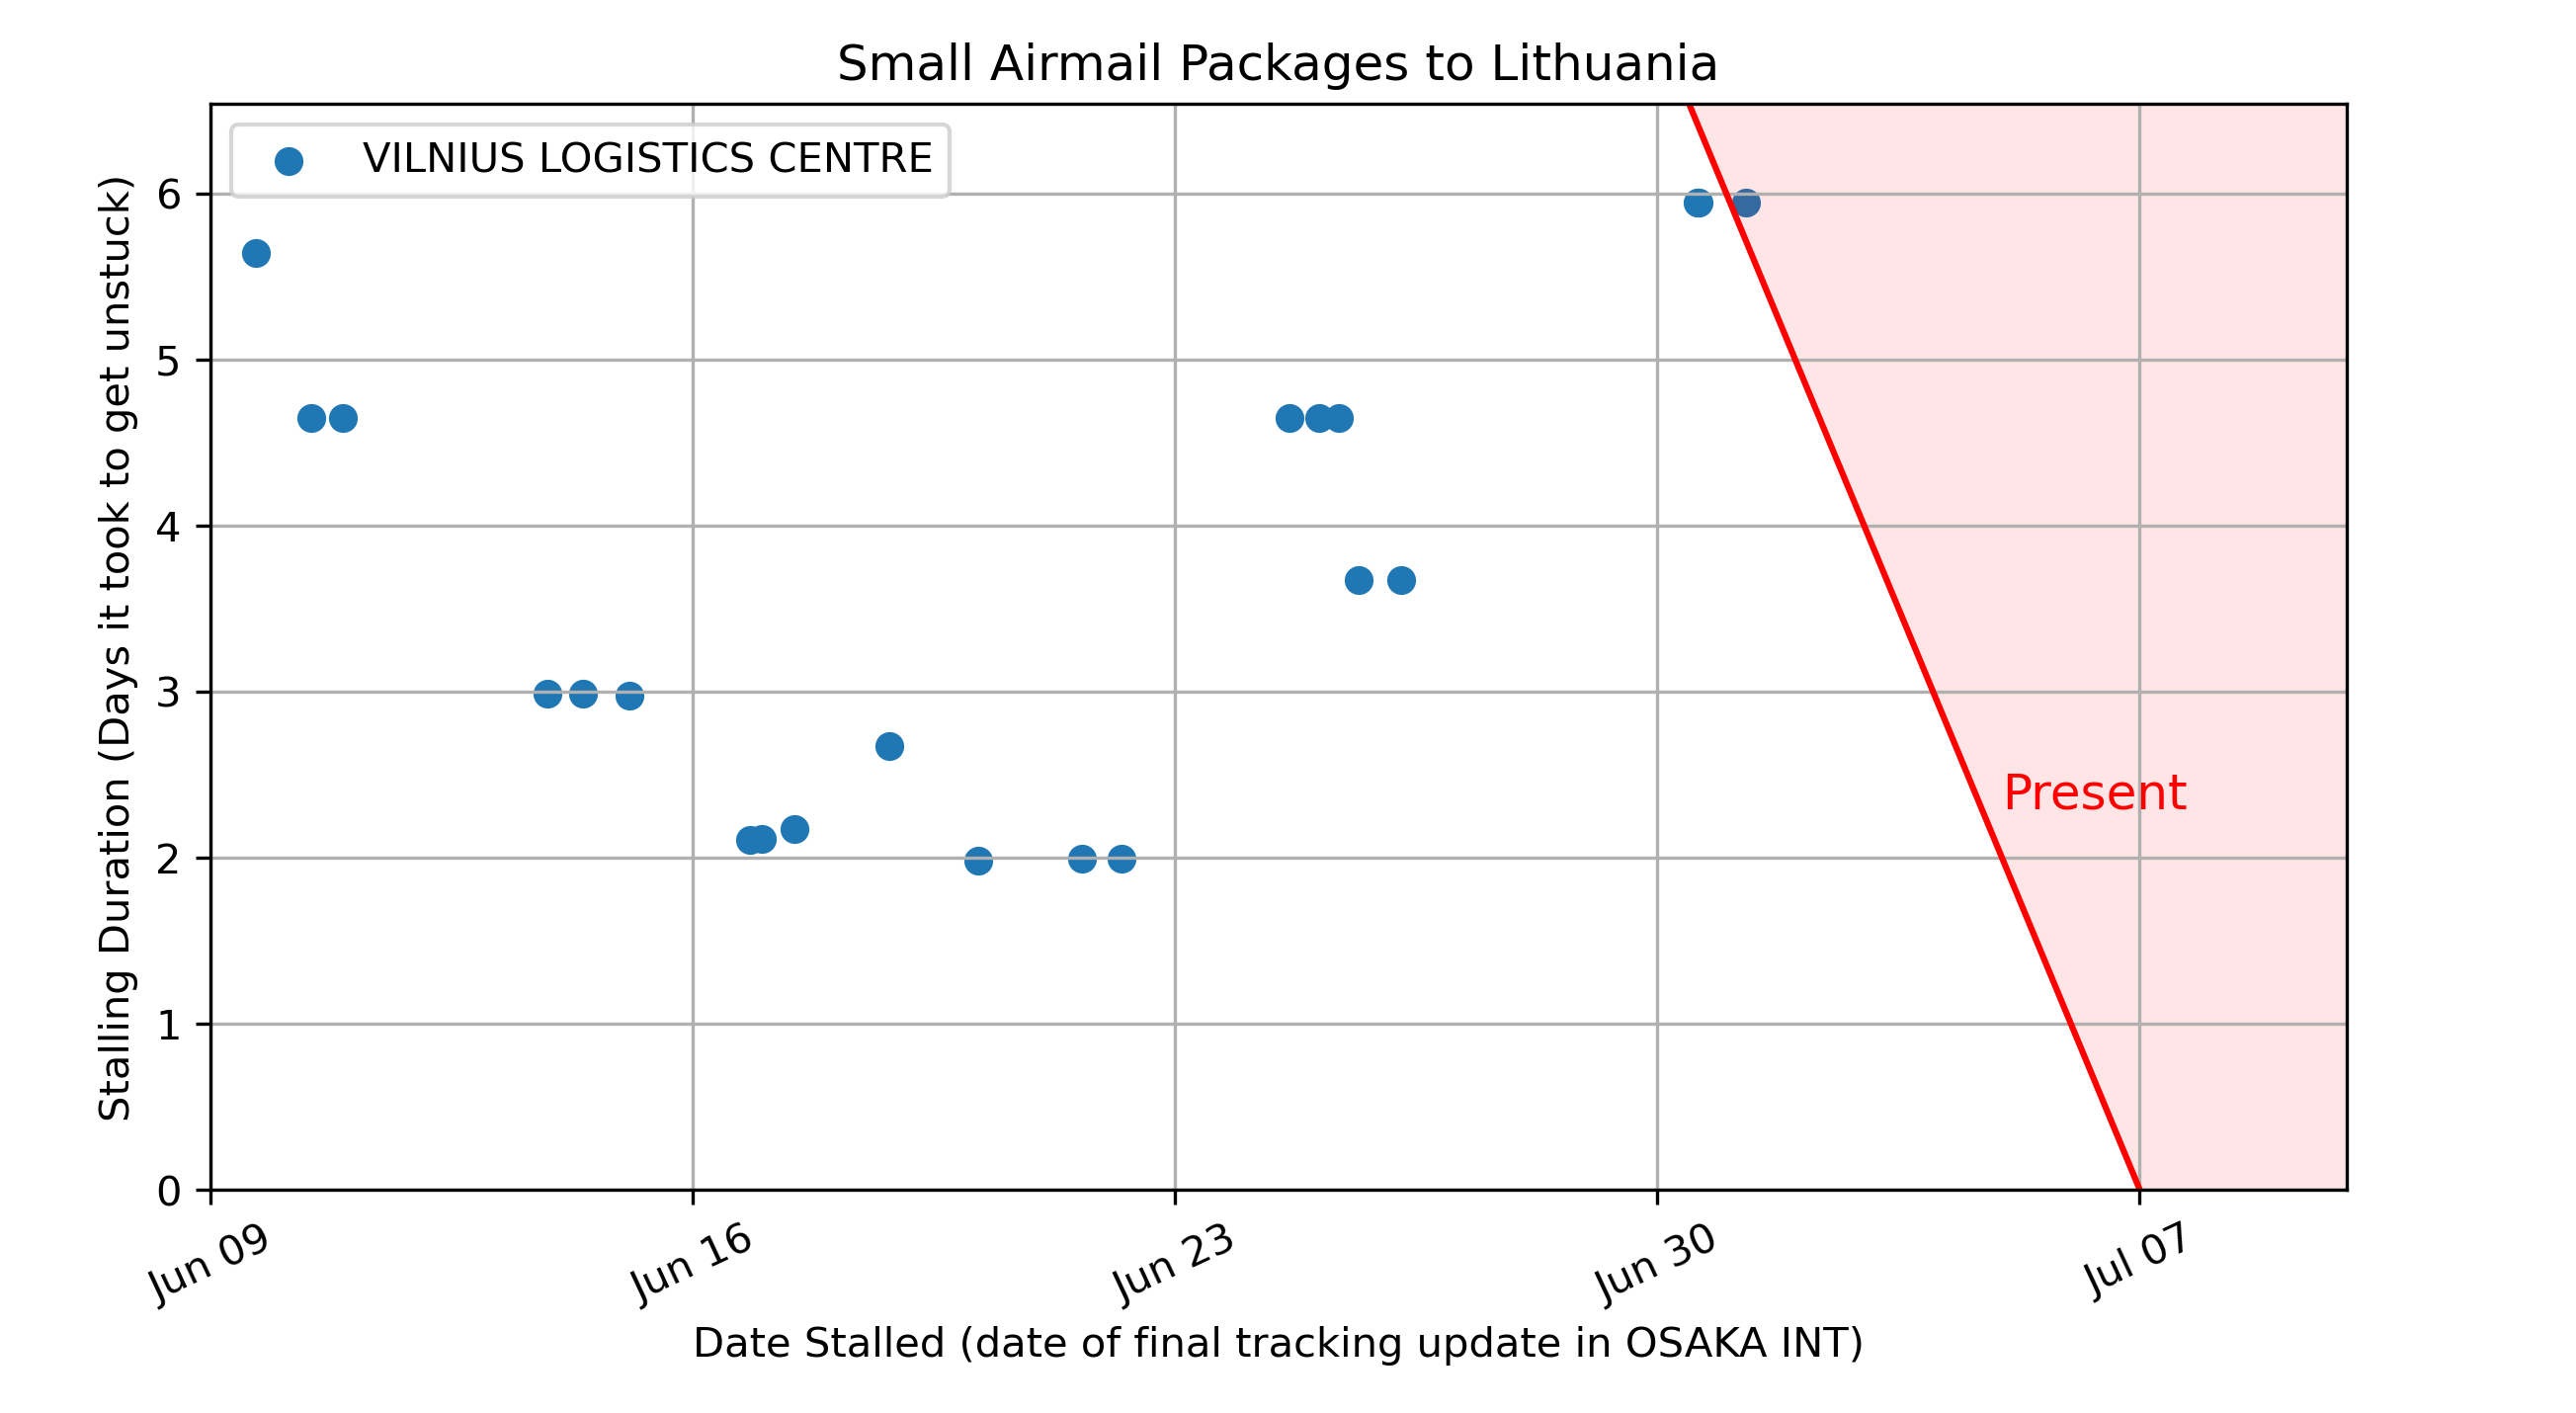 Small Airmail Packages to Lithuania
VILNIUS LOGISTICS CENTRE
Stalling Duration (Days it took to get unstuck)
6
5
4
3
2
1
0
Present
Jun 09
Jun 16
Jun 23
Jun 30
Jul 07
Date Stalled (date of final tracking update in OSAKA INT)